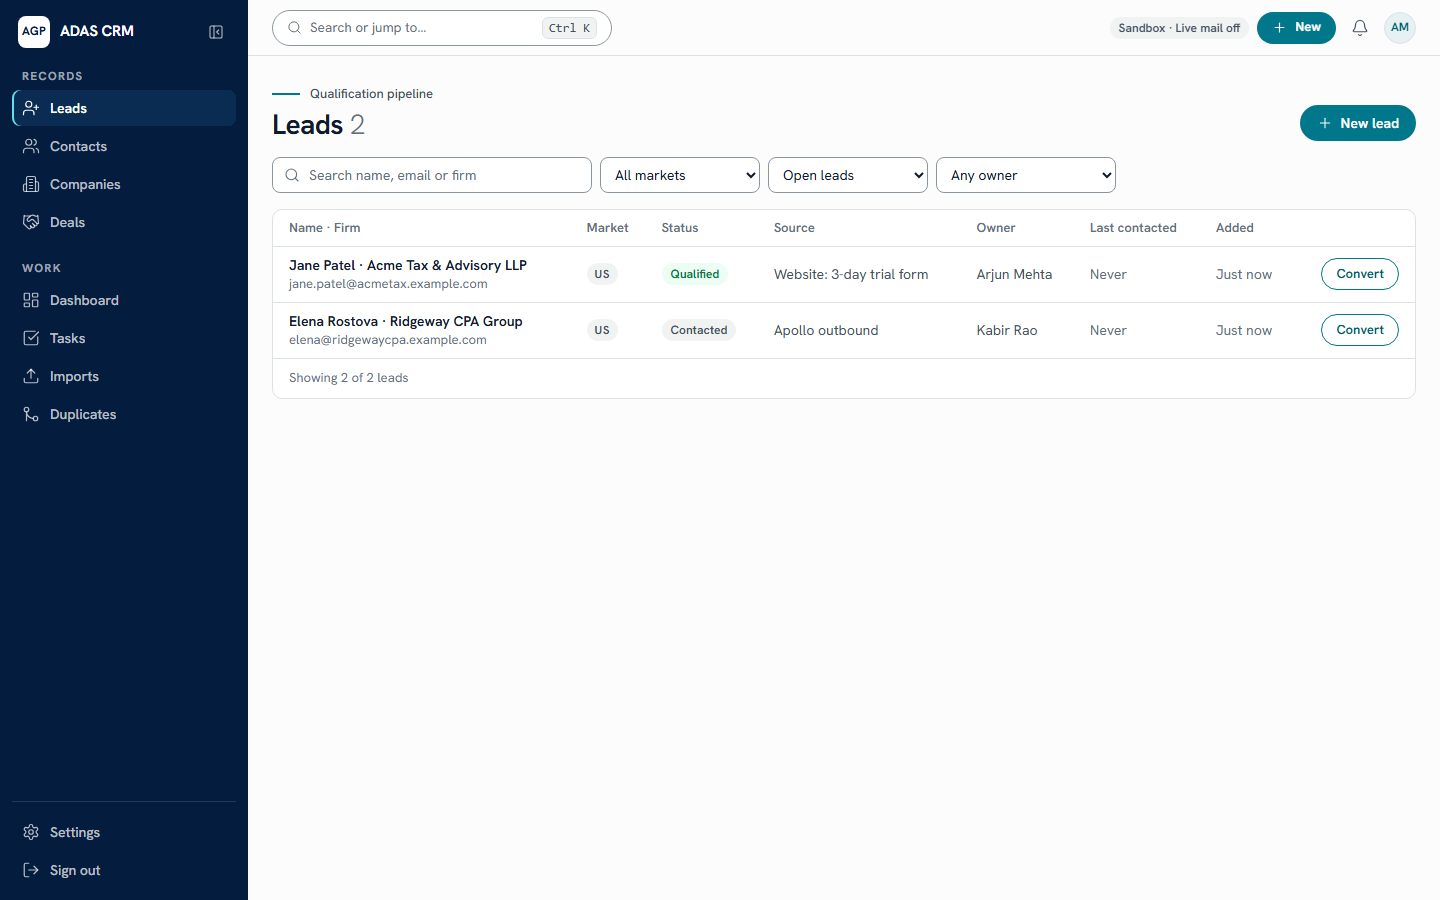 AGP ADAS CRM
RECORDS
Leads
Contacts
Companies
Deals
WORK
Dashboard
Tasks
Imports
Duplicates
Settings
Sign out
Search or jump to... Ctrl K
Sandbox · Live mail off
New
AM
Qualification pipeline
Leads 2
New lead
Search name, email or firm
All markets
Open leads
Any owner
Name · Firm Market Status Source Owner Last contacted Added
Jane Patel · Acme Tax & Advisory LLP
jane.patel@acmetax.example.com
US Qualified Website: 3-day trial form Arjun Mehta Never Just now Convert
Elena Rostova · Ridgeway CPA Group
elena@ridgewaycpa.example.com
US Contacted Apollo outbound Kabir Rao Never Just now Convert
Showing 2 of 2 leads